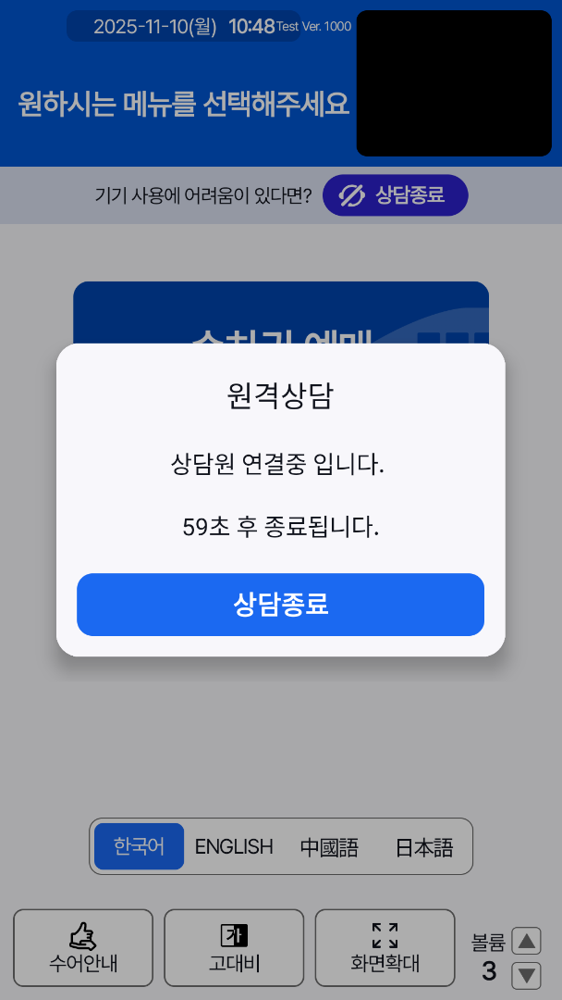 2025-11-10(월) 10:48 Test Ver. 1000
원하시는 메뉴를 선택해주세요
기기 사용에 어려움이 있다면? 상담종료
원격상담
상담원 연결중 입니다.
59초 후 종료됩니다.
상담종료
한국어 ENGLISH 中國語 日本語
가
수어안내 고대비 화면확대 볼륨
3